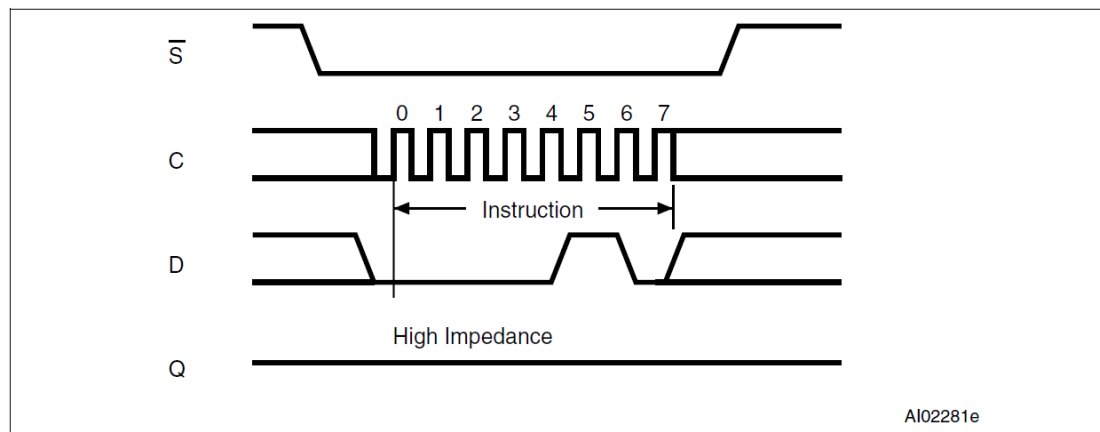 S̅
0 1 2 3 4 5 6 7
C
Instruction
D
High Impedance
Q
AI02281e